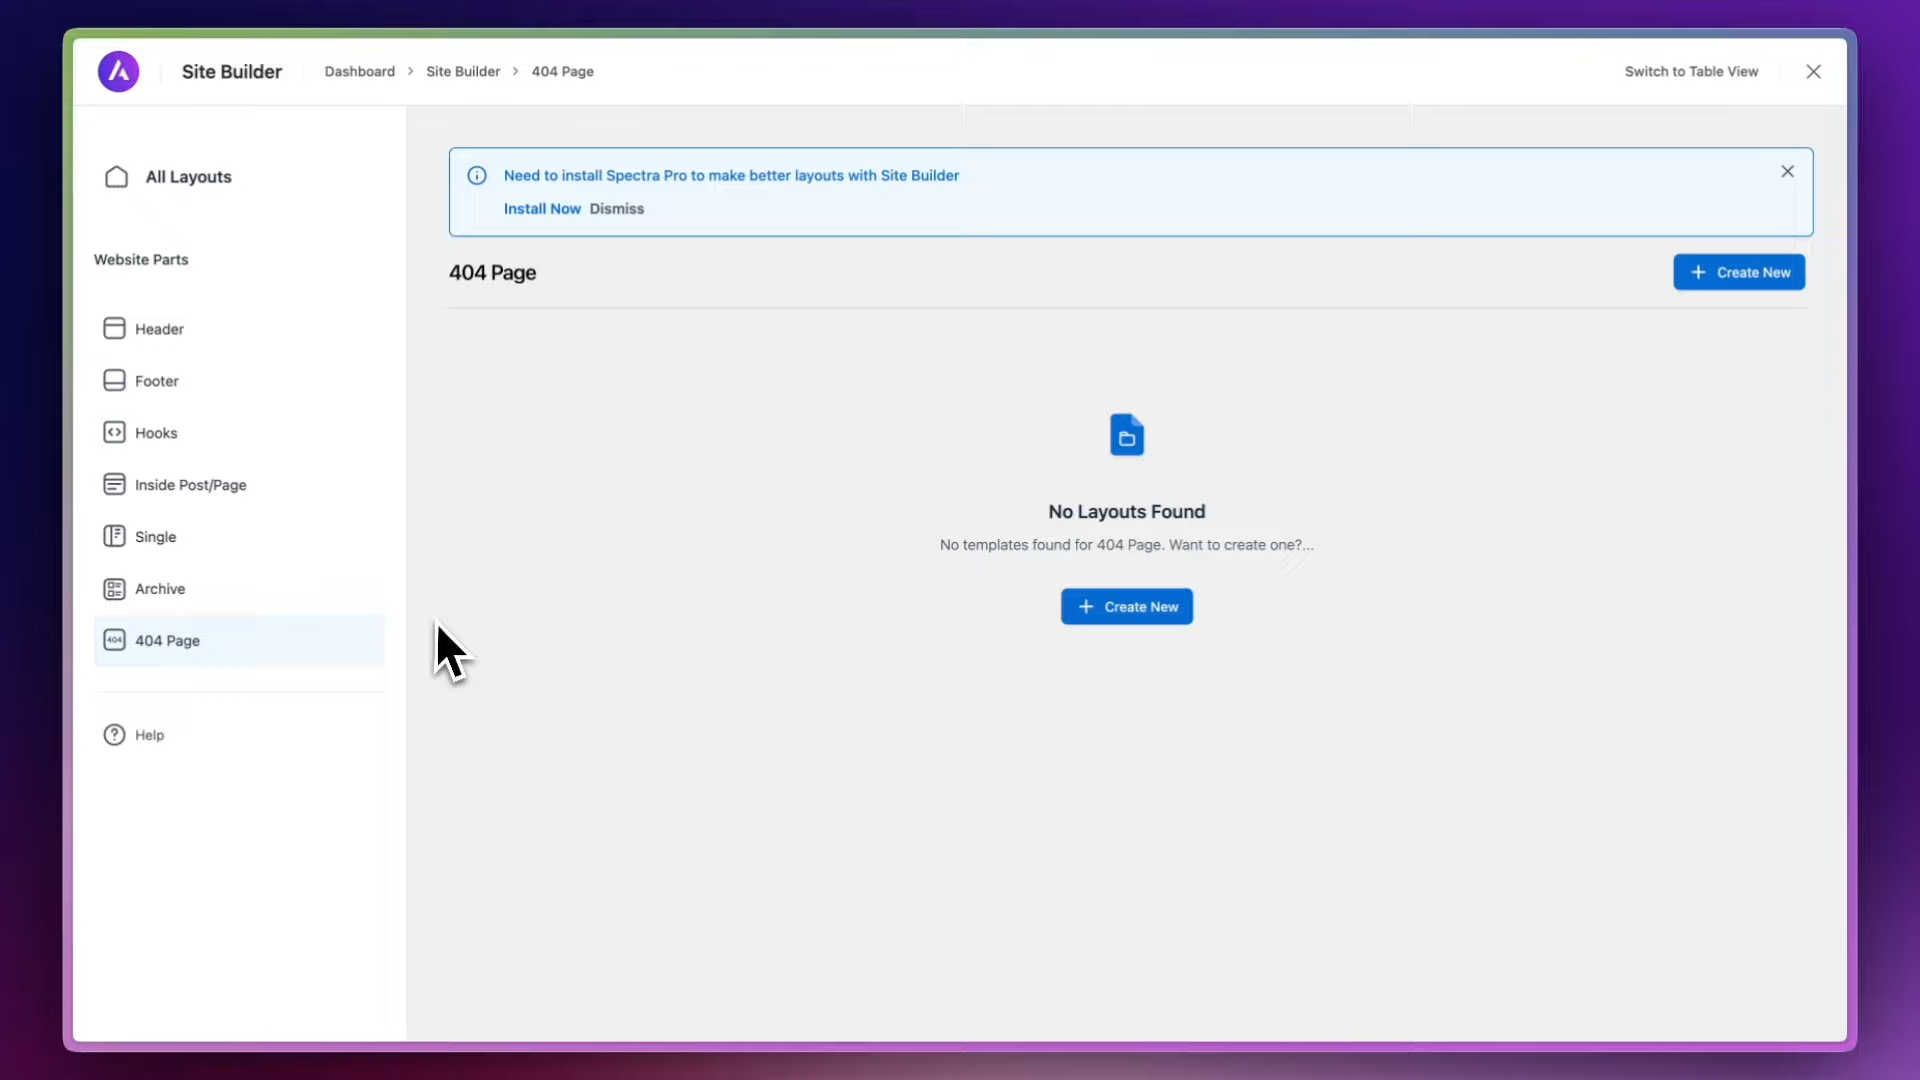 Site Builder
Dashboard > Site Builder > 404 Page
Switch to Table View
All Layouts
Website Parts
Header
Footer
Hooks
Inside Post/Page
Single
Archive
404 404 Page
Help
Need to install Spectra Pro to make better layouts with Site Builder
Install Now Dismiss
404 Page
+ Create New
No Layouts Found
No templates found for 404 Page. Want to create one?...
+ Create New